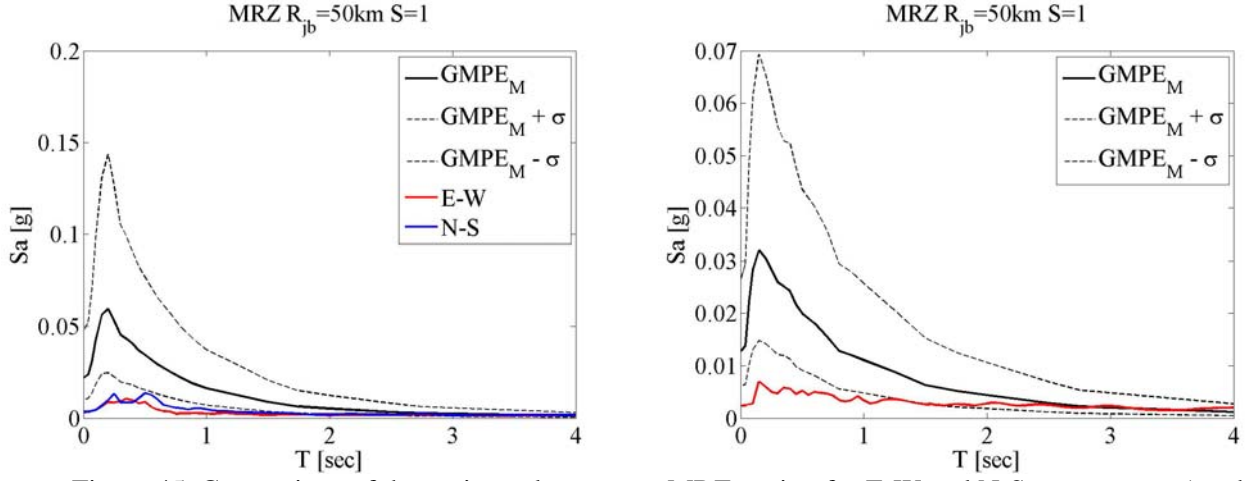 MRZ R_jb=50km S=1
0.2
0.15
0.1
0.05
0
Sa [g]
GMPE_M
GMPE_M + σ
GMPE_M - σ
E-W
N-S
0 1 2 3 4
T [sec]
MRZ R_jb=50km S=1
0.07
0.06
0.05
0.04
0.03
0.02
0.01
0
Sa [g]
GMPE_M
GMPE_M + σ
GMPE_M - σ
0 1 2 3 4
T [sec]